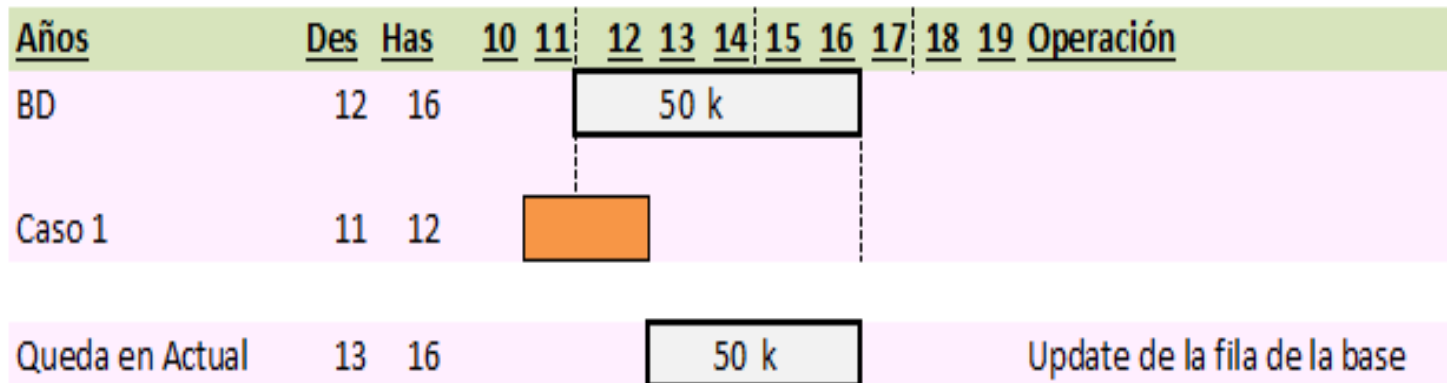 Años Des Has 10 11 12 13 14 15 16 17 18 19 Operación
BD 12 16 50 k
Caso 1 11 12
Queda en Actual 13 16 50 k Update de la fila de la base